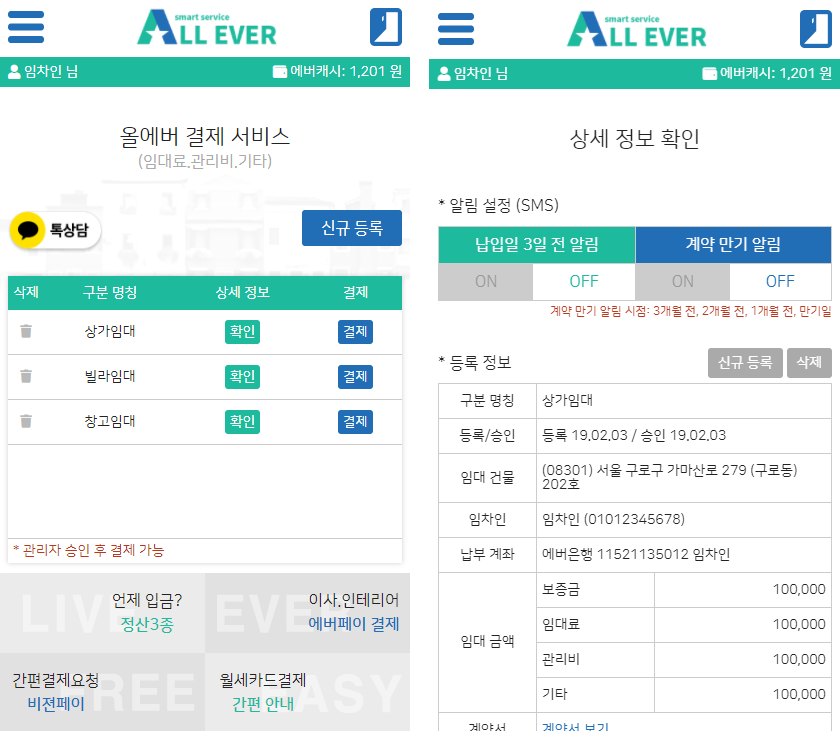 smart service
ALL EVER
임차인 님
에버캐시: 1,201 원
올에버 결제 서비스
(임대료.관리비.기타)
톡상담
신규 등록
삭제 구분 명칭 상세 정보 결제
상가임대 확인 결제
빌라임대 확인 결제
창고임대 확인 결제
* 관리자 승인 후 결제 가능
LIVE
언제 입금?
정산3종
EVER
이사.인테리어
에버페이 결제
FREE
간편결제요청
비젼페이
EASY
월세카드결제
간편 안내
smart service
ALL EVER
임차인 님
에버캐시: 1,201 원
상세 정보 확인
* 알림 설정 (SMS)
납입일 3일 전 알림 계약 만기 알림
ON OFF ON OFF
계약 만기 알림 시점: 3개월 전, 2개월 전, 1개월 전, 만기일
* 등록 정보
신규 등록 삭제
구분 명칭 상가임대
등록/승인 등록 19.02.03 / 승인 19.02.03
임대 건물 (08301) 서울 구로구 가마산로 279 (구로동)
202호
임차인 임차인 (01012345678)
납부 계좌 에버은행 11521135012 임차인
임대 금액
보증금 100,000
임대료 100,000
관리비 100,000
기타 100,000
계약서 계약서 보기